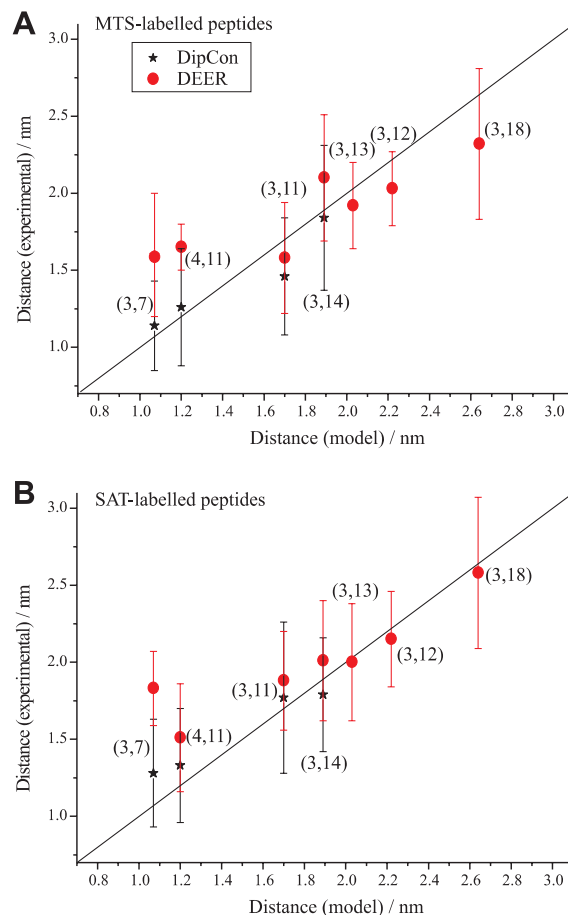 A
MTS-labelled peptides
DipCon
DEER
3.0
2.5
2.0
1.5
1.0
Distance (experimental) / nm
(3,7)
(4,11)
(3,11)
(3,13)
(3,14)
(3,12)
(3,18)
0.8 1.0 1.2 1.4 1.6 1.8 2.0 2.2 2.4 2.6 2.8 3.0
Distance (model) / nm
B
SAT-labelled peptides
3.0
2.5
2.0
1.5
1.0
Distance (experimental) / nm
(3,7)
(4,11)
(3,11)
(3,13)
(3,14)
(3,12)
(3,18)
0.8 1.0 1.2 1.4 1.6 1.8 2.0 2.2 2.4 2.6 2.8 3.0
Distance (model) / nm